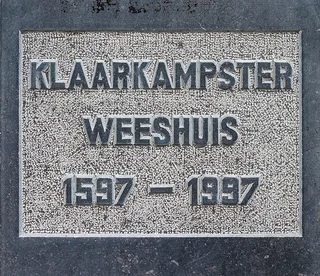 KLAARKAMPSTER
WEESHUIS
1597 – 1997